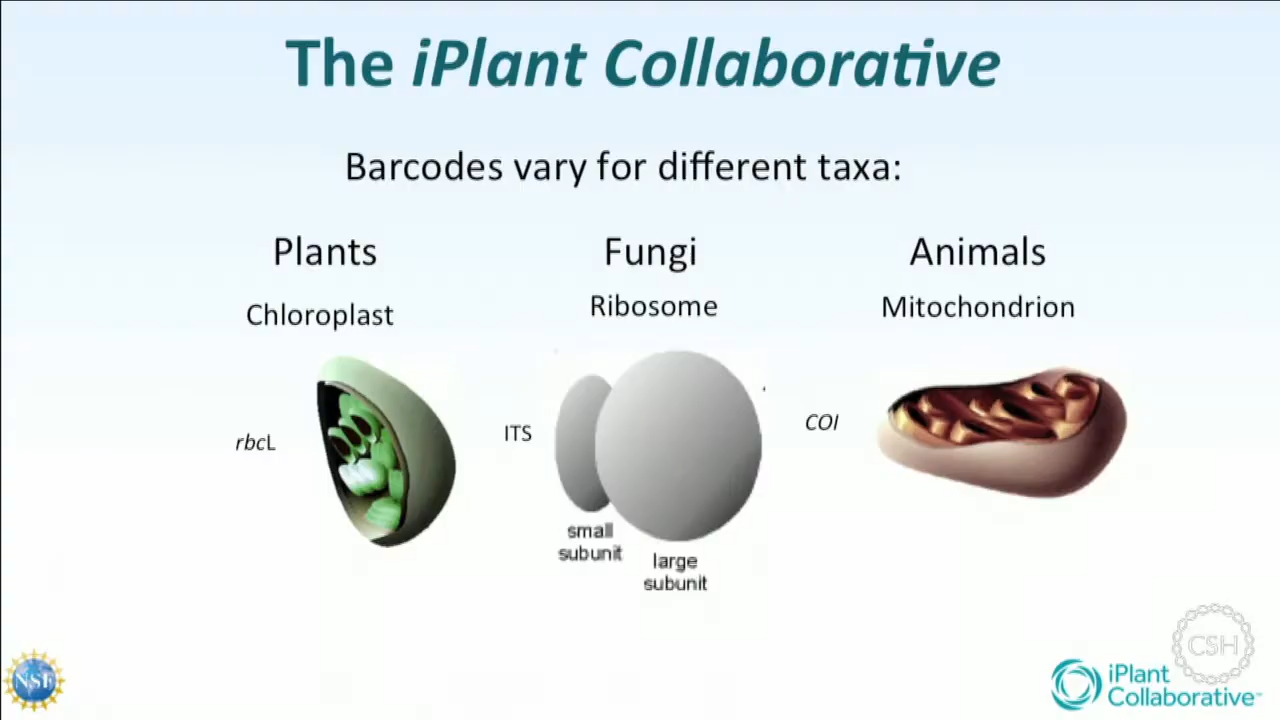 The iPlant Collaborative
Barcodes vary for different taxa:
Plants
Chloroplast
rbcL
Fungi
Ribosome
ITS
small
subunit
large
subunit
Animals
Mitochondrion
COI
NSF
CSH
iPlant
Collaborative™